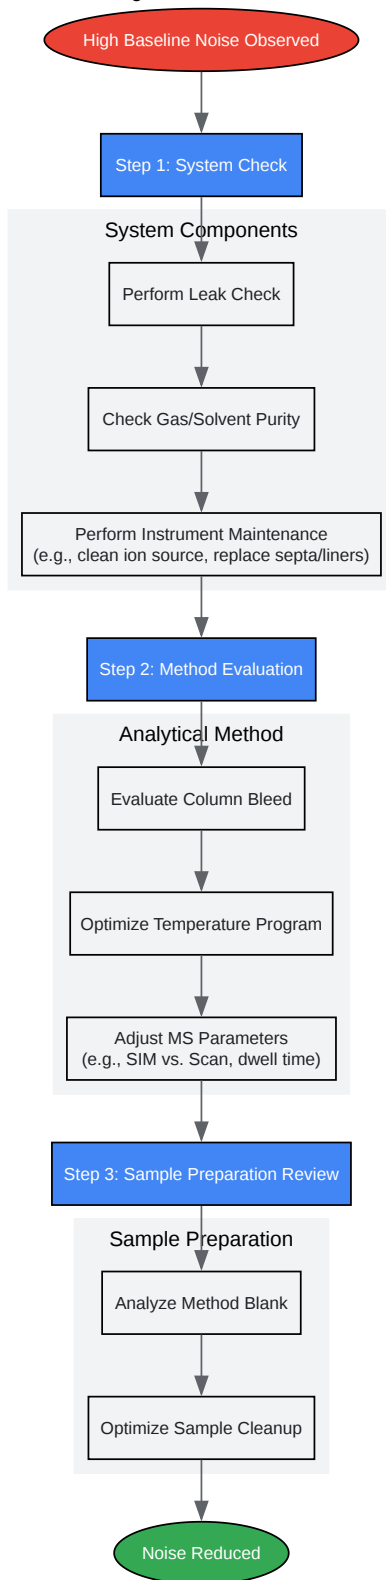 High Baseline Noise Observed
Step 1: System Check
System Components
Perform Leak Check
Check Gas/Solvent Purity
Perform Instrument Maintenance
(e.g., clean ion source, replace septa/liners)
Step 2: Method Evaluation
Analytical Method
Evaluate Column Bleed
Optimize Temperature Program
Adjust MS Parameters
(e.g., SIM vs. Scan, dwell time)
Step 3: Sample Preparation Review
Sample Preparation
Analyze Method Blank
Optimize Sample Cleanup
Noise Reduced